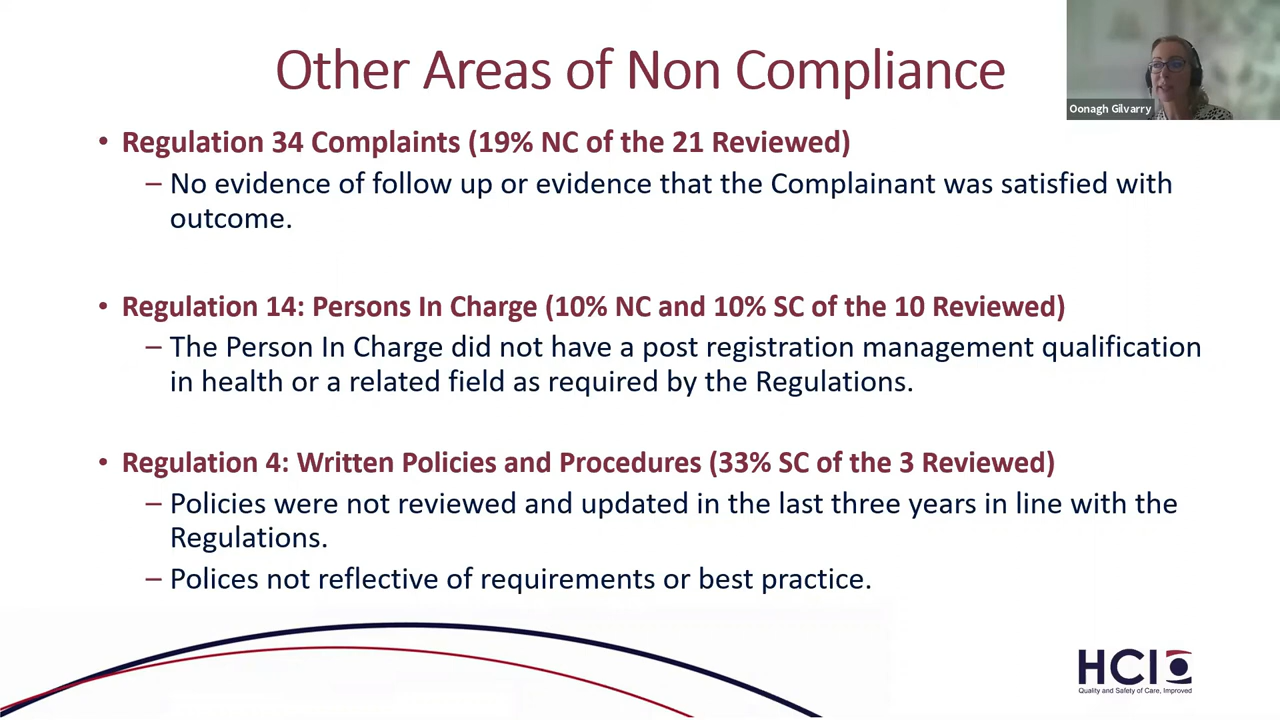 Other Areas of Non Compliance
Oonagh Gilvarry
• Regulation 34 Complaints (19% NC of the 21 Reviewed)
– No evidence of follow up or evidence that the Complainant was satisfied with
outcome.
• Regulation 14: Persons In Charge (10% NC and 10% SC of the 10 Reviewed)
– The Person In Charge did not have a post registration management qualification
in health or a related field as required by the Regulations.
• Regulation 4: Written Policies and Procedures (33% SC of the 3 Reviewed)
– Policies were not reviewed and updated in the last three years in line with the
Regulations.
– Polices not reflective of requirements or best practice.
HCI
Quality and Safety of Care, Improved